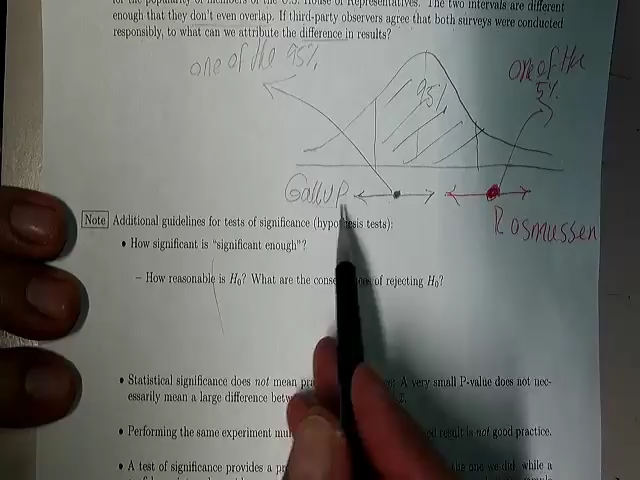 for the popularity of members of the U.S. House of Representatives. The two intervals are different
enough that they don't even overlap. If third-party observers agree that both surveys were conducted
responsibly, to what can we attribute the difference in results?
one of the 95%
one of the
5%
95%
Gallup
Rasmussen
Note Additional guidelines for tests of significance (hypothesis tests):
• How significant is "significant enough"?
– How reasonable is H₀? What are the conse of rejecting H₀?
• Statistical significance does not mean pra A very small P-value does not nec-
essarily mean a large difference betw
• Performing the same experiment mul result is not good practice.
• A test of significance provides a the one we did, while a